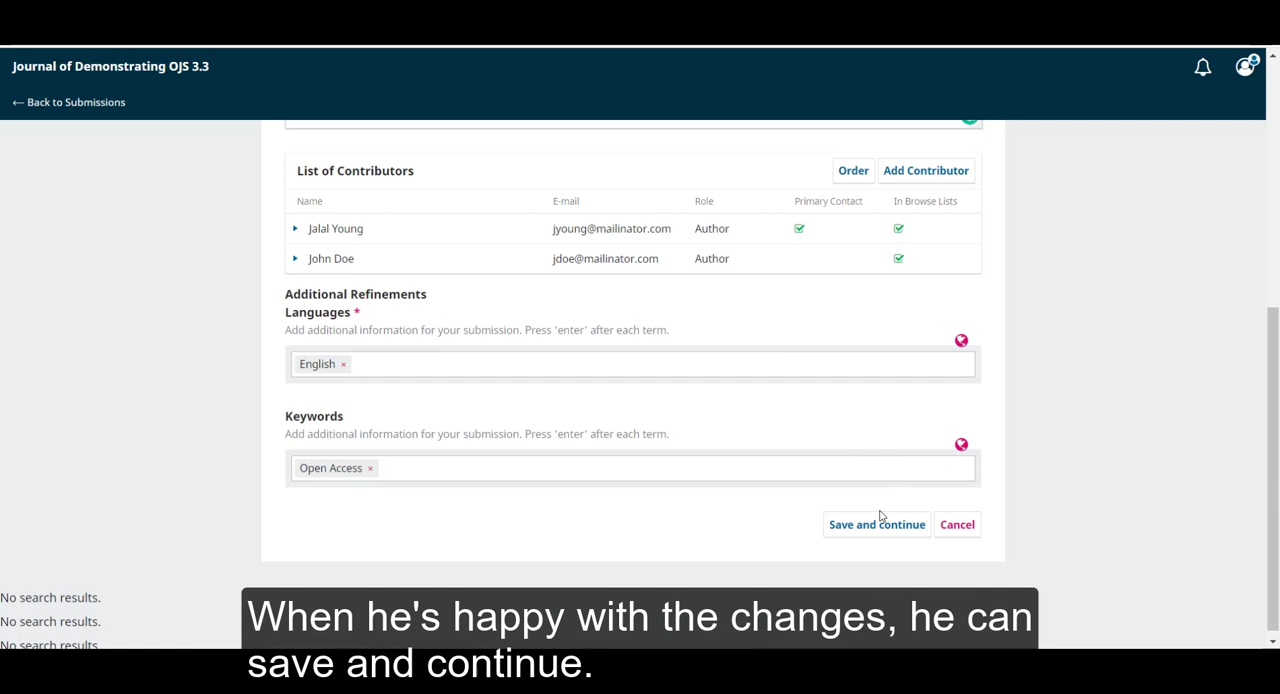 Journal of Demonstrating OJS 3.3
← Back to Submissions
List of Contributors
Order
Add Contributor
Name E-mail Role Primary Contact In Browse Lists
Jalal Young jyoung@mailinator.com Author
John Doe jdoe@mailinator.com Author
Additional Refinements
Languages *
Add additional information for your submission. Press 'enter' after each term.
English ×
Keywords
Add additional information for your submission. Press 'enter' after each term.
Open Access ×
Save and continue Cancel
No search results.
No search results.
No search results.
When he's happy with the changes, he can
save and continue.